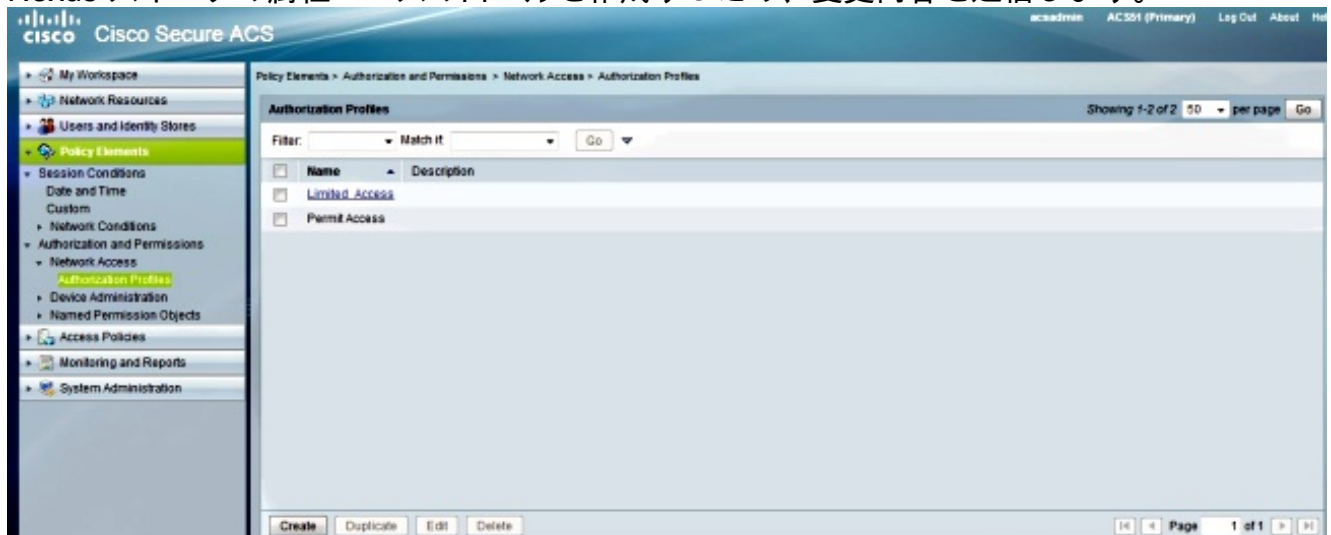 cisco Cisco Secure ACS
acsadmin ACS51 (Primary) Log Out About
My Workspace
Network Resources
Users and Identity Stores
Policy Elements
Session Conditions
Date and Time
Custom
Network Conditions
Authorization and Permissions
Network Access
Authorization Profiles
Device Administration
Named Permission Objects
Access Policies
Monitoring and Reports
System Administration
Policy Elements > Authorization and Permissions > Network Access > Authorization Profiles
Authorization Profiles
Showing 1-2 of 2 50 per page Go
Filter: Match if: Go
Name Description
Limited Access
Permit Access
Create Duplicate Edit Delete
Page 1 of 1